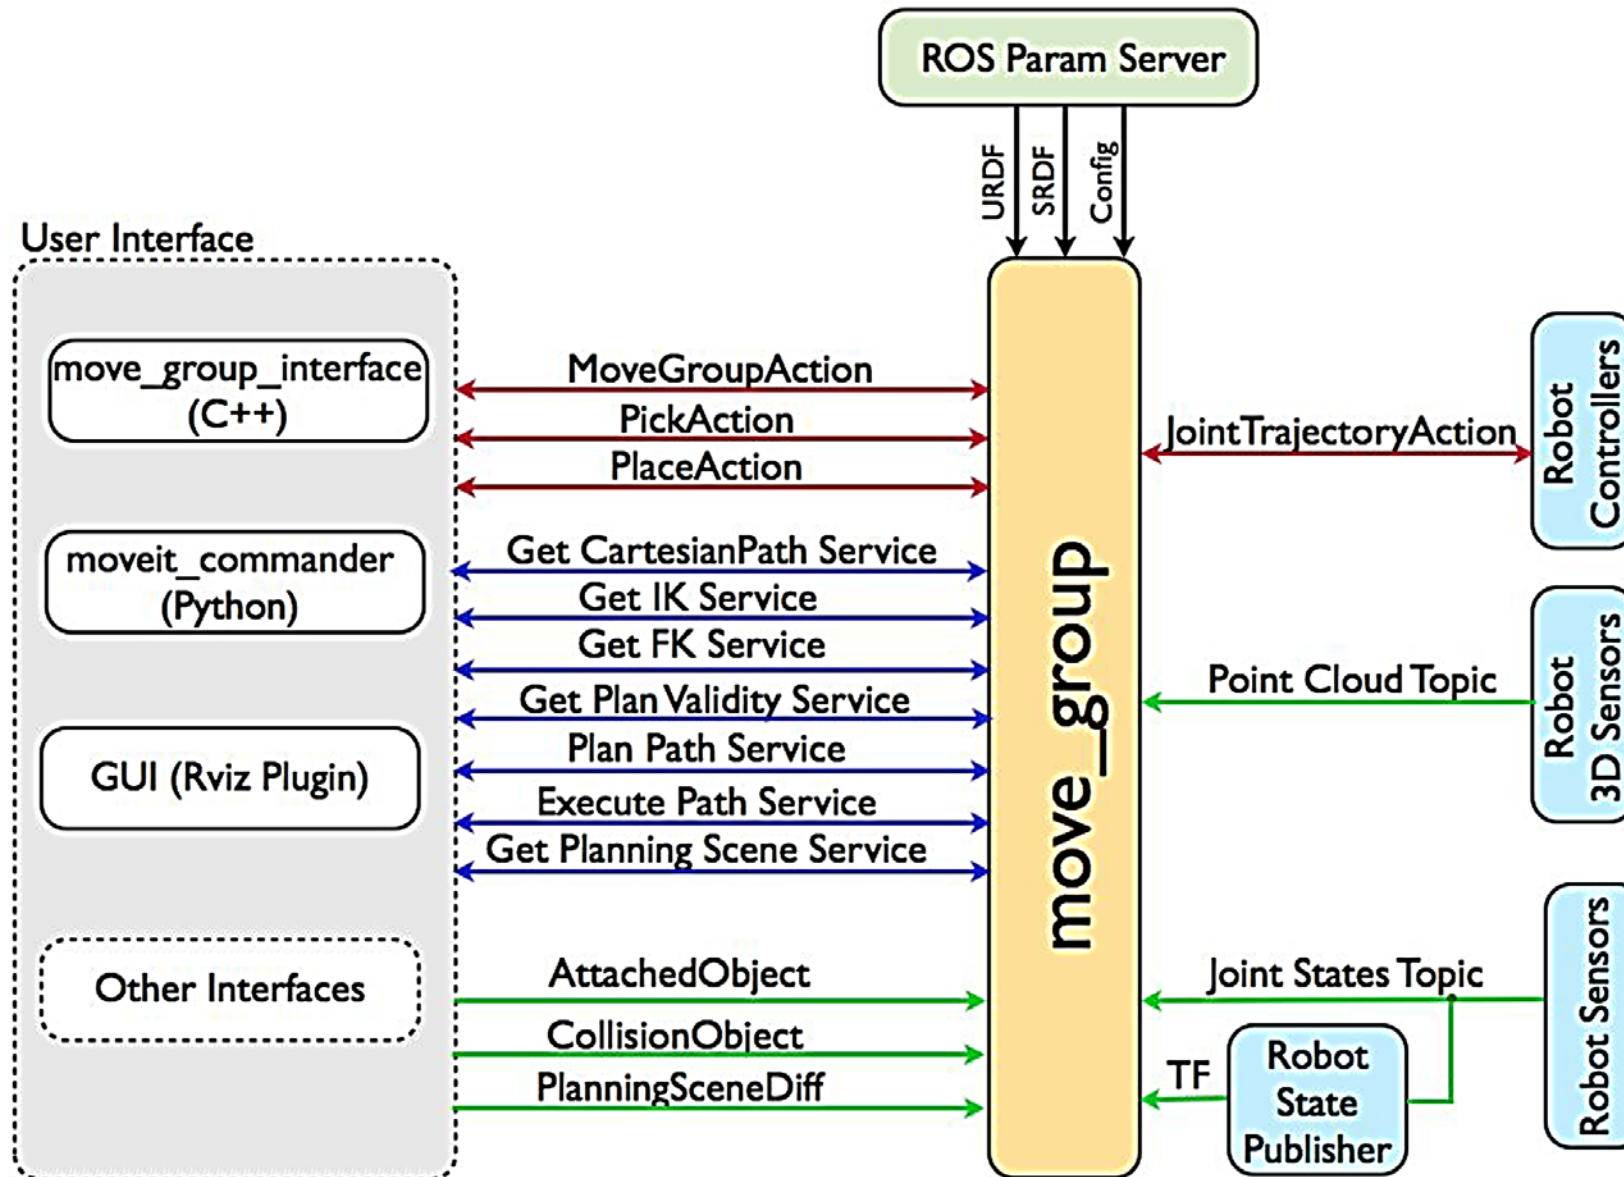 ROS Param Server
URDF
SRDF
Config
User Interface
move_group_interface
(C++)
moveit_commander
(Python)
GUI (Rviz Plugin)
Other Interfaces
MoveGroupAction
PickAction
PlaceAction
Get CartesianPath Service
Get IK Service
Get FK Service
Get Plan Validity Service
Plan Path Service
Execute Path Service
Get Planning Scene Service
AttachedObject
CollisionObject
PlanningSceneDiff
move_group
JointTrajectoryAction
Robot
Controllers
Point Cloud Topic
Robot
3D Sensors
Joint States Topic
Robot Sensors
TF
Robot
State
Publisher